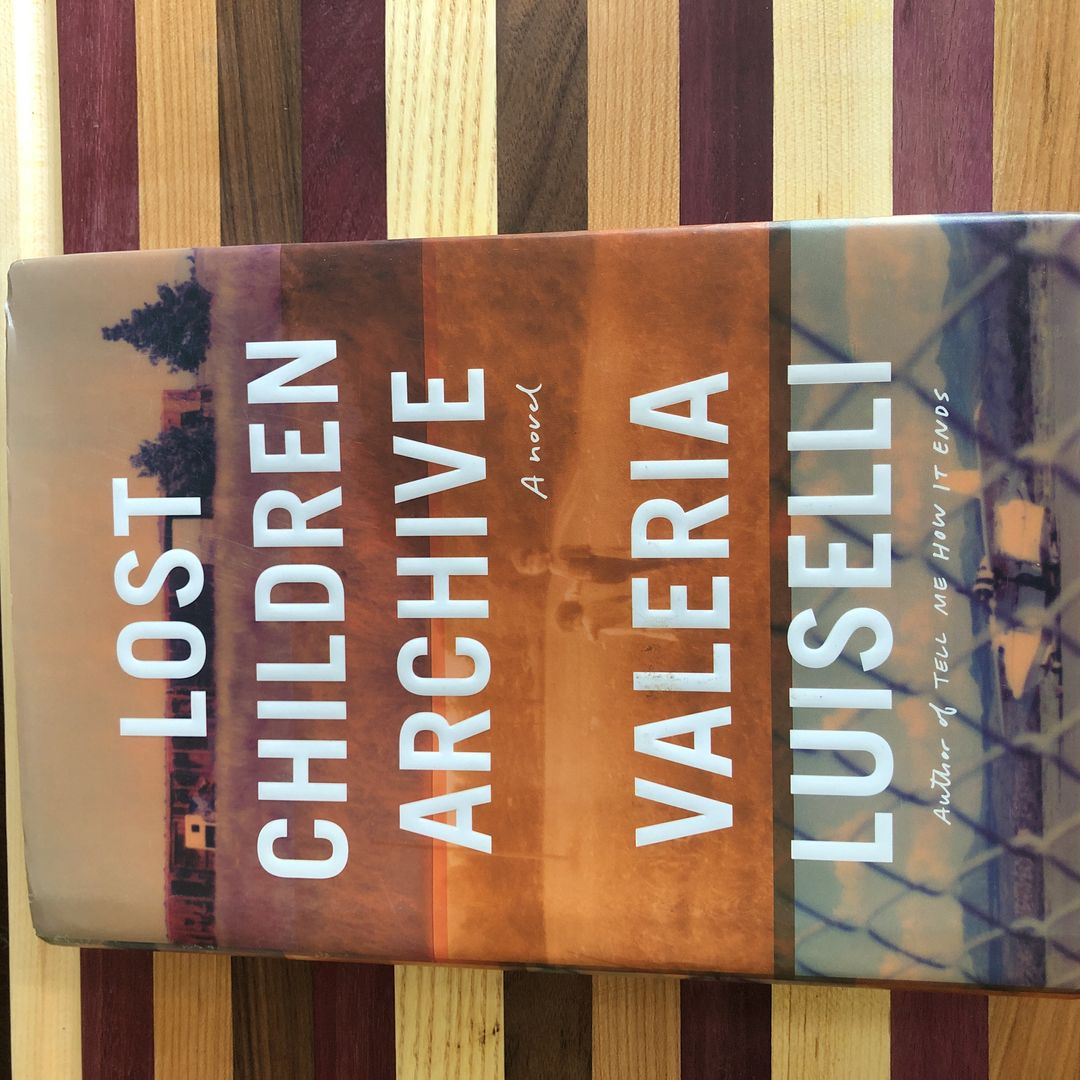 LOST
CHILDREN
ARCHIVE
A novel
VALERIA
LUISELLI
Author of TELL ME HOW IT ENDS